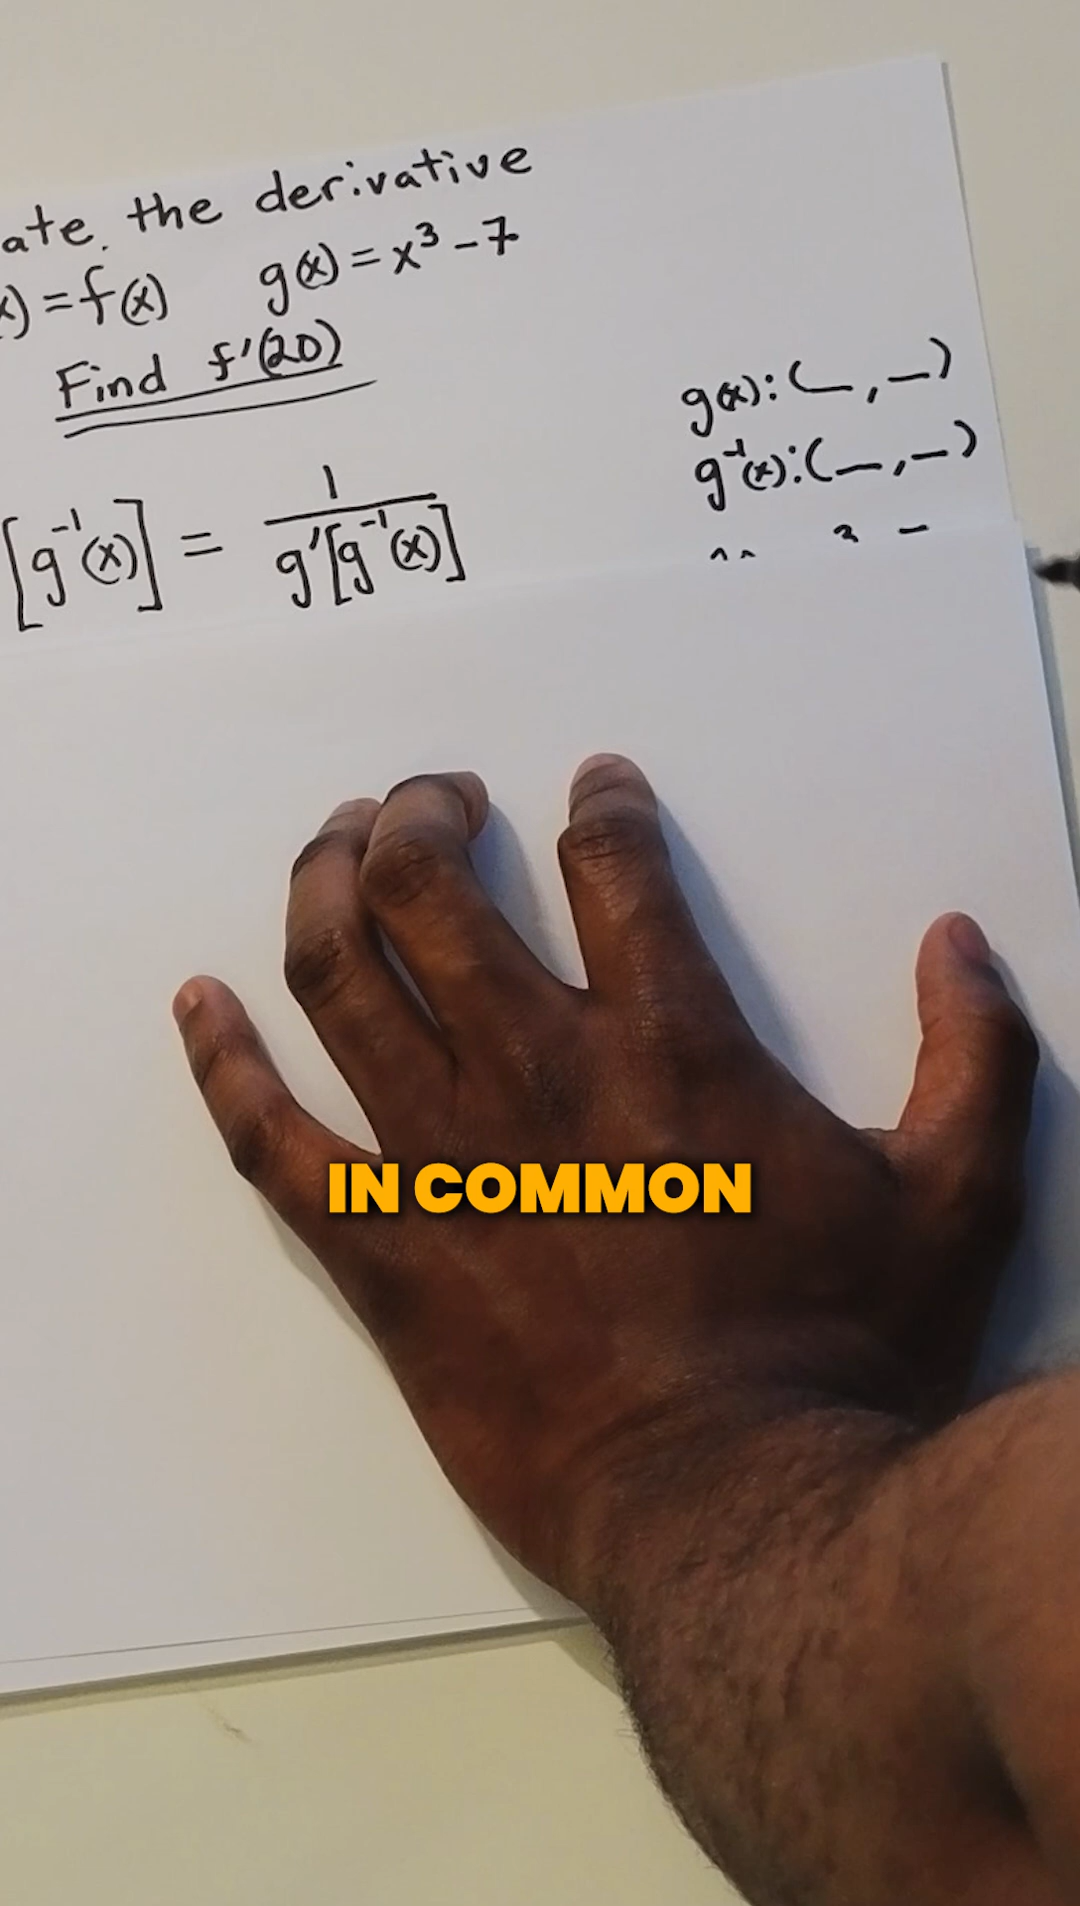 ate the derivative
x) = f(x) g(x) = x³ - 7
Find f'(20)
g(x): ( _ , _ )
g⁻¹(x): ( _ , _ )
[g⁻¹(x)] = 1 / g'[g⁻¹(x)]
IN COMMON